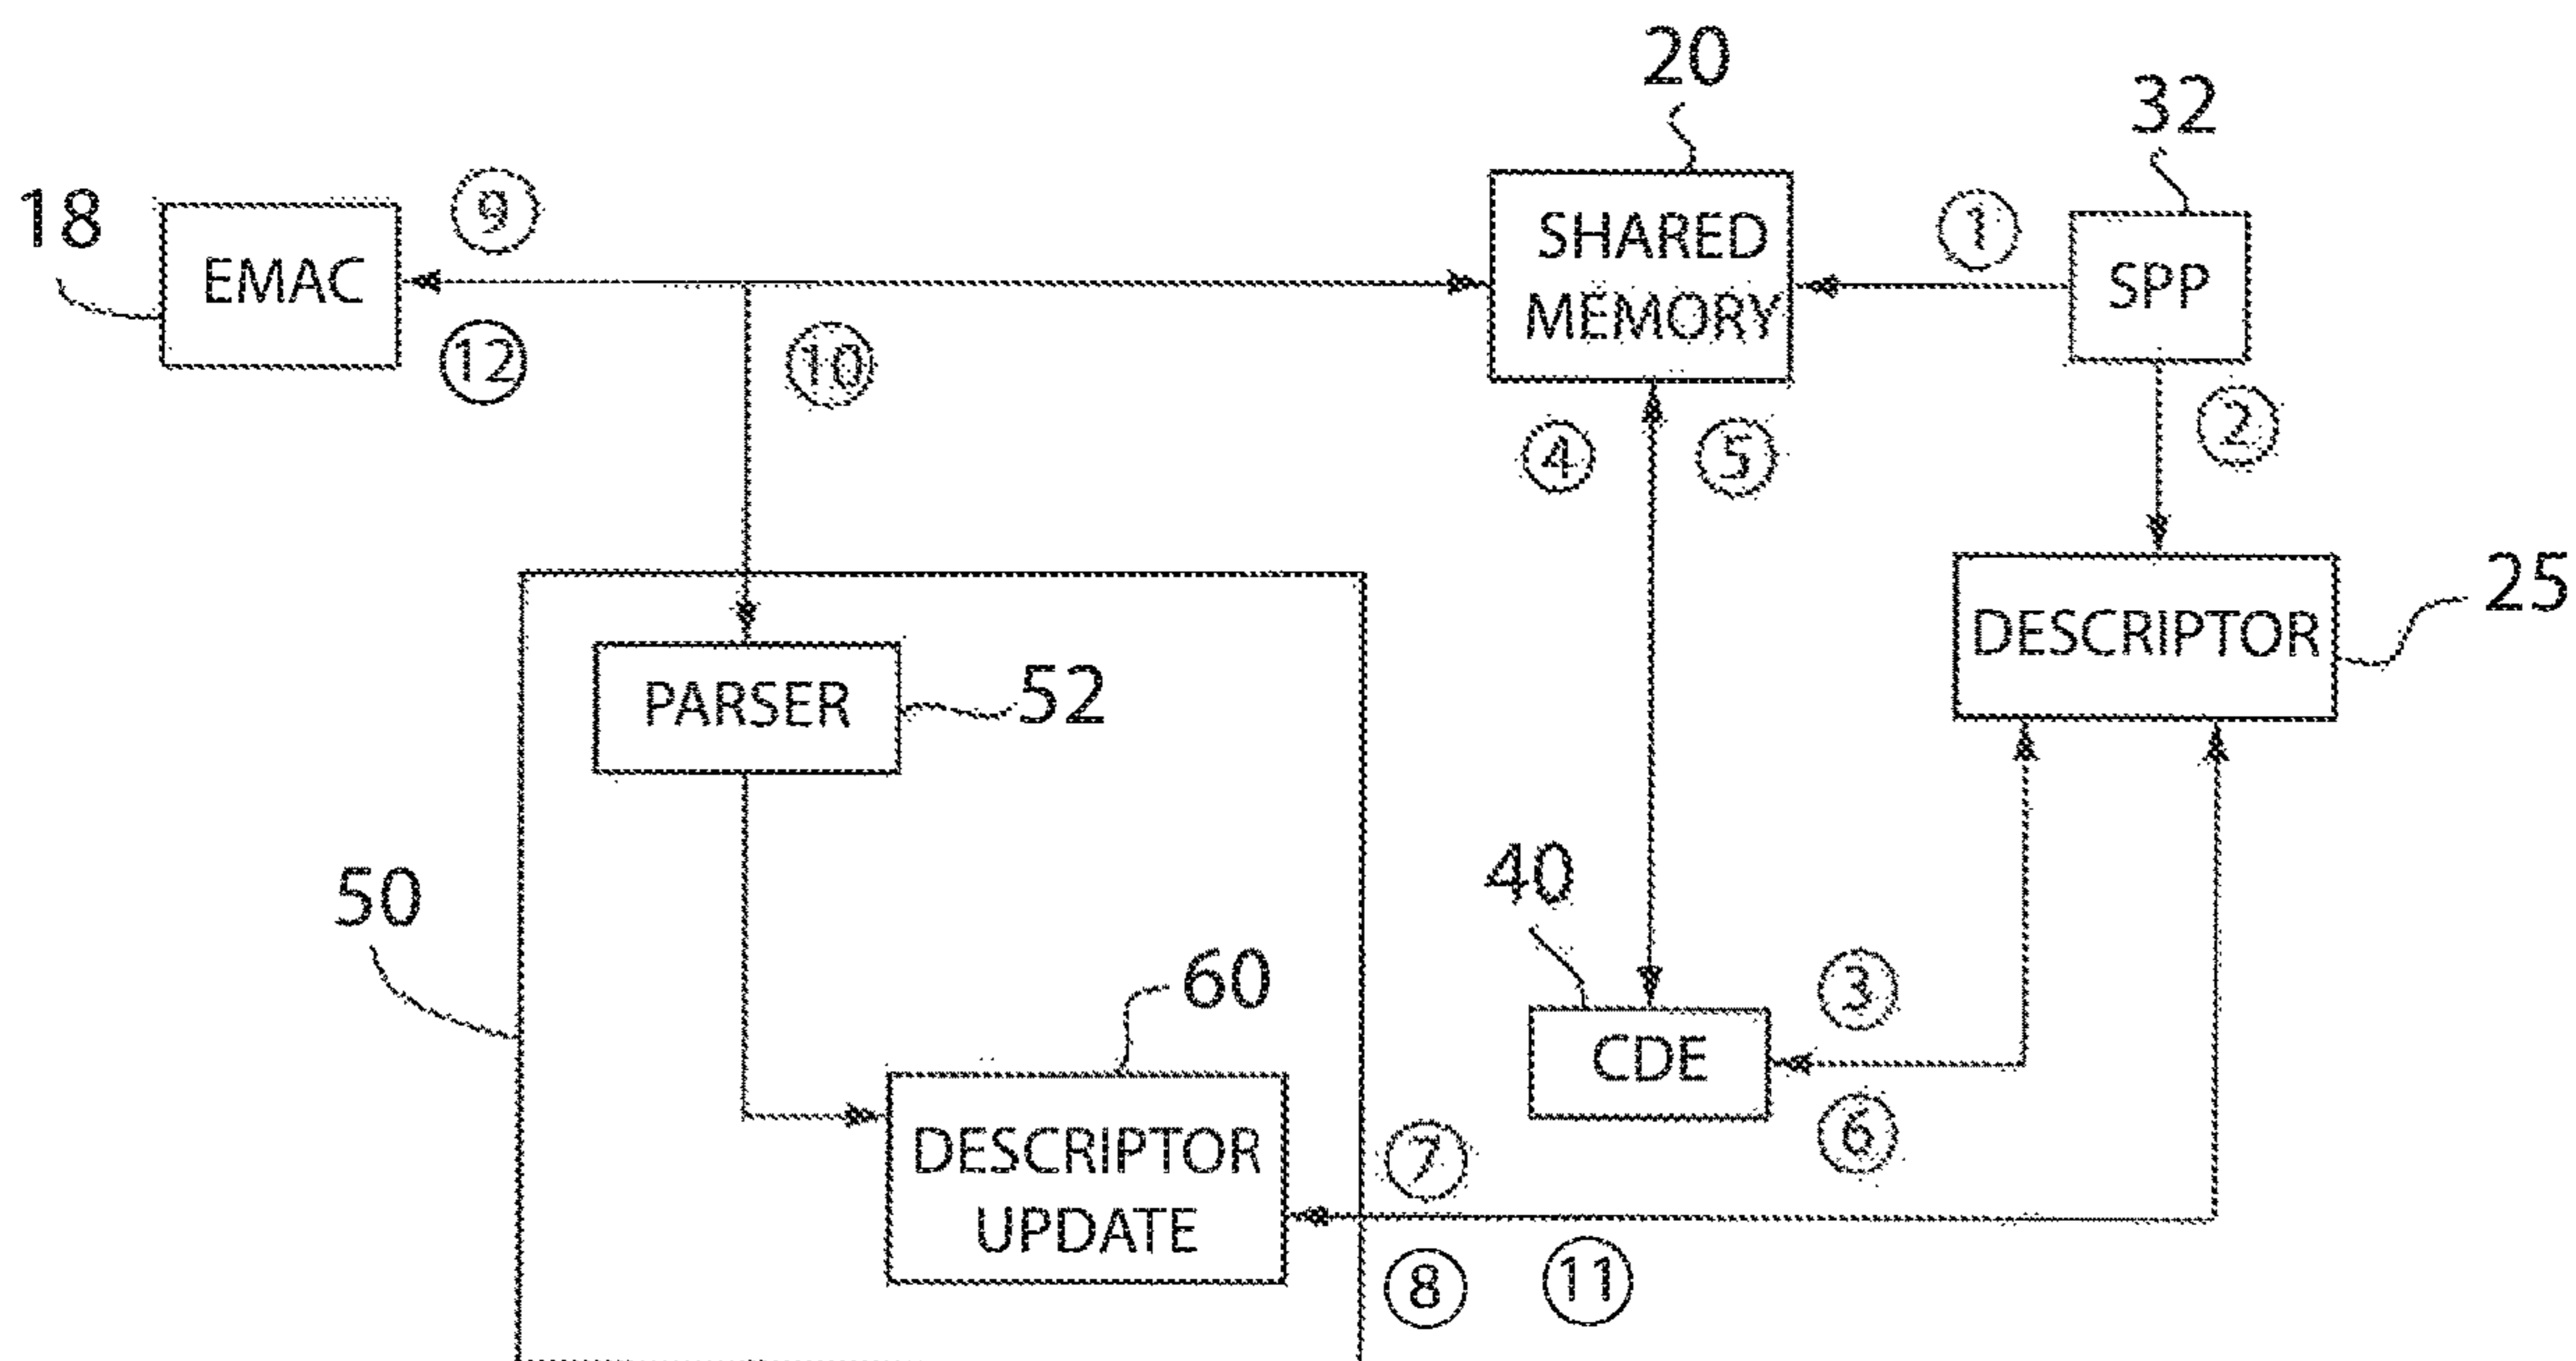 20
32
18
⑨
①
SHARED
MEMORY
EMAC
SPP
⑫
⑩
④
⑤
②
25
DESCRIPTOR
PARSER
52
50
40
60
③
CDE
⑥
⑦
DESCRIPTOR
UPDATE
⑧
⑪